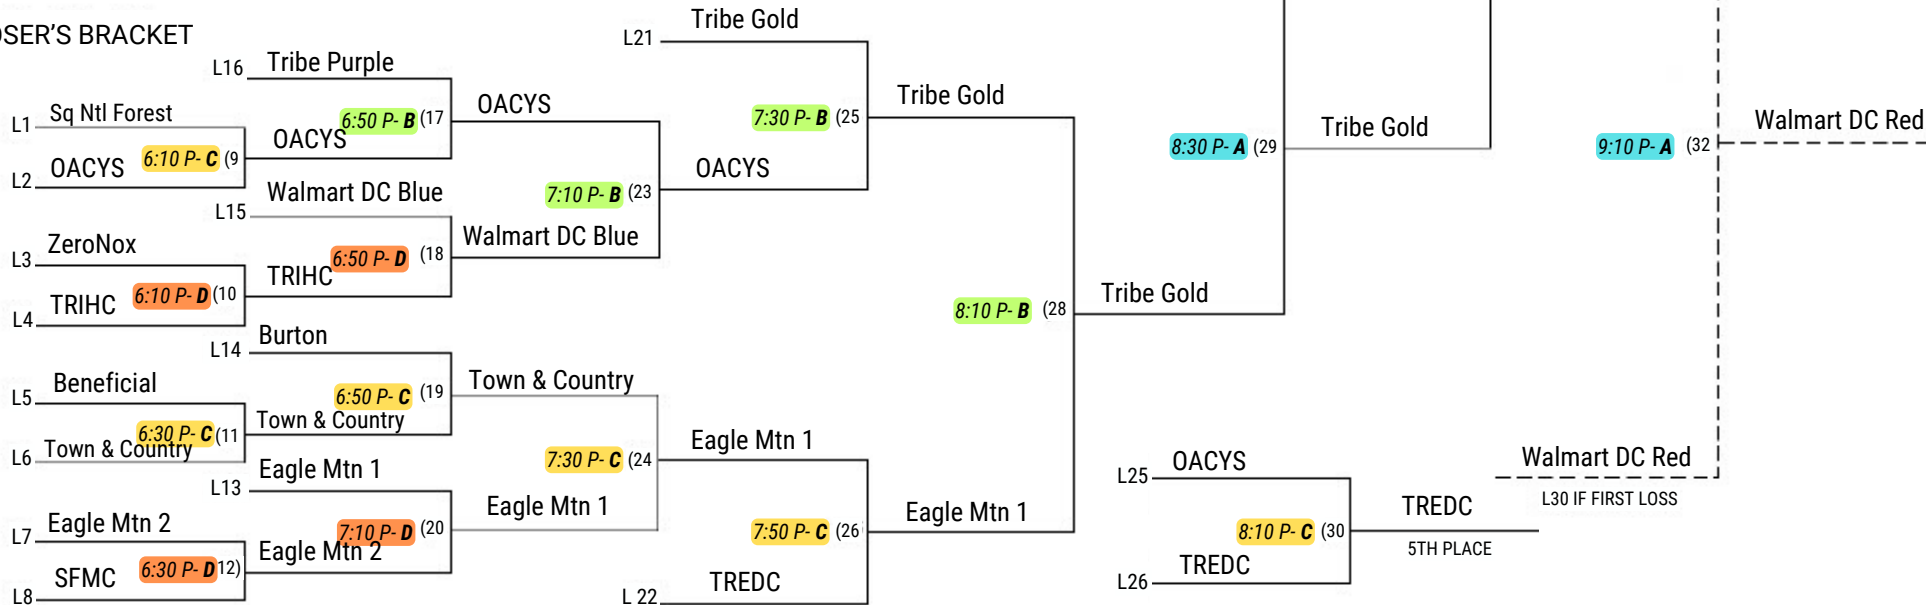 OSER'S BRACKET
L16 Tribe Purple
L1 Sq Ntl Forest
6:50 P- B (17
OACYS
L2 OACYS
6:10 P- C (9
OACYS
L15 Walmart DC Blue
L3 ZeroNox
6:50 P- D (18
Walmart DC Blue
L4 TRIHC
6:10 P- D (10
TRIHC
L14 Burton
L5 Beneficial
6:50 P- C (19
Town & Country
L6 Town & Country
6:30 P- C (11
Town & Country
L13 Eagle Mtn 1
L7 Eagle Mtn 2
7:10 P- D (20
Eagle Mtn 1
L8 SFMC
6:30 P- D 12)
Eagle Mtn 2
L21 Tribe Gold
7:10 P- B (23
OACYS
7:30 P- B (25
Tribe Gold
7:30 P- C (24
Eagle Mtn 1
7:50 P- C (26
Eagle Mtn 1
L 22 TREDC
8:10 P- B (28
Tribe Gold
8:30 P- A (29
Tribe Gold
L25 OACYS
8:10 P- C (30
L26 TREDC
TREDC
5TH PLACE
Walmart DC Red
L30 IF FIRST LOSS
9:10 P- A (32
Walmart DC Red